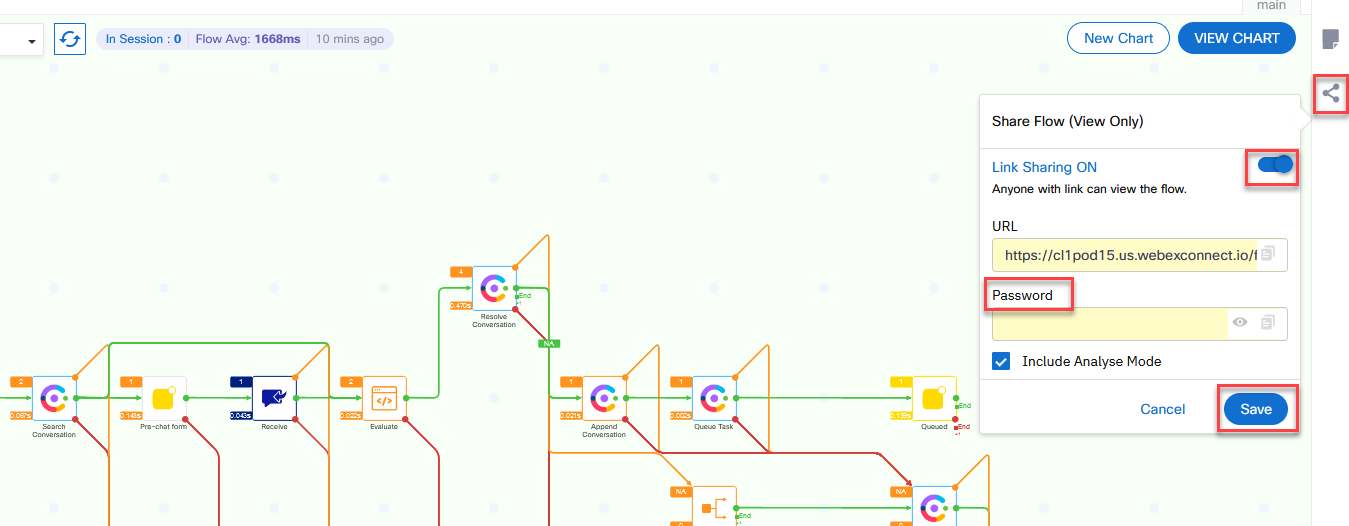 main
In Session : 0 Flow Avg: 1668ms 10 mins ago
New Chart VIEW CHART
Share Flow (View Only)
Link Sharing ON
Anyone with link can view the flow.
URL
https://cl1pod15.us.webexconnect.io/f
Password
Include Analyse Mode
Cancel Save
4
0.470s
End
Resolve
Conversation
NA
2
0.067s
Search
Conversation
1
0.148s
Pre-chat form
1
0.043s
Receive
2
0.022s
Evaluate
1
0.021s
Append
Conversation
1
0.002s
Queue Task
1
0.139s
Queued
End
End
NA
End
NA